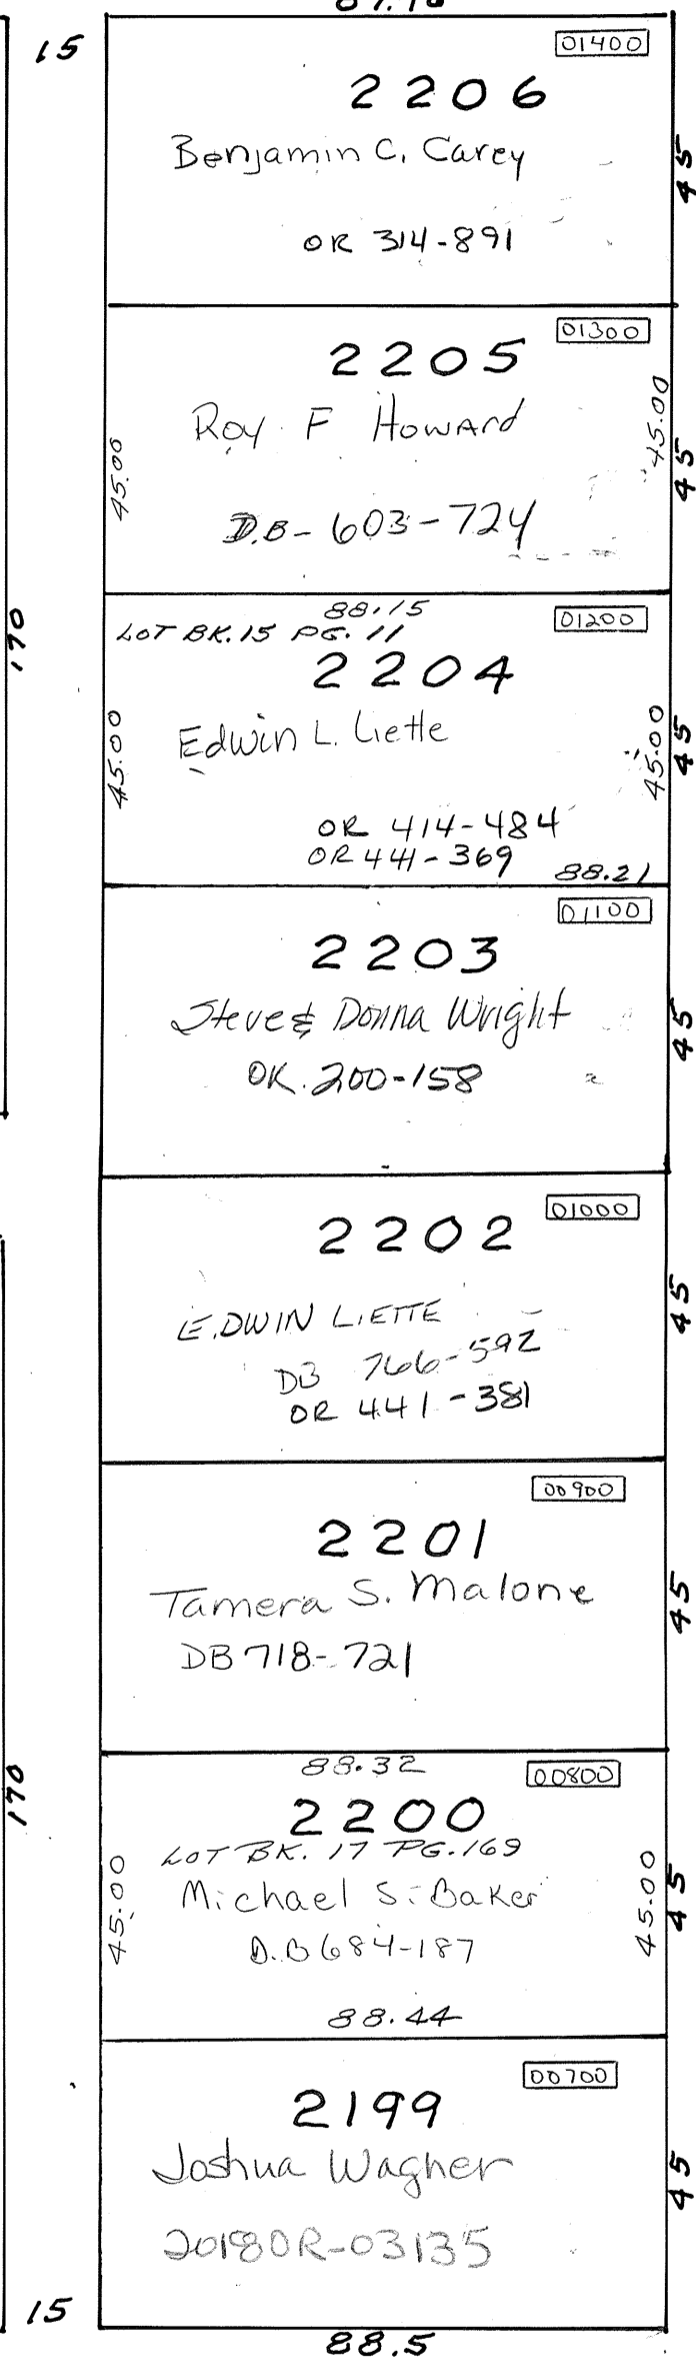 15
01400
2206
Benjamin C. Carey
OR 314-891
45
01300
2205
Roy F Howard
D.B- 603-724
45.00
45.00
45
170
88.15
LOT BK. 15 PG. 11
01200
2204
Edwin L. Liette
45.00
45.00
45
OR 414-484
OR 441-369
88.21
01100
2203
Steve & Donna Wright
OR. 200-158
45
01000
2202
EDWIN LIETTE
DB 766-592
OR 441-381
45
00900
2201
Tamera S. Malone
DB 718-721
45
170
88.32
00800
2200
LOT BK. 17 PG. 169
Michael S. Baker
D.B 684-187
45.00
45.00
45
88.44
00700
2199
Joshua Wagner
2018OR-03135
45
15
88.5